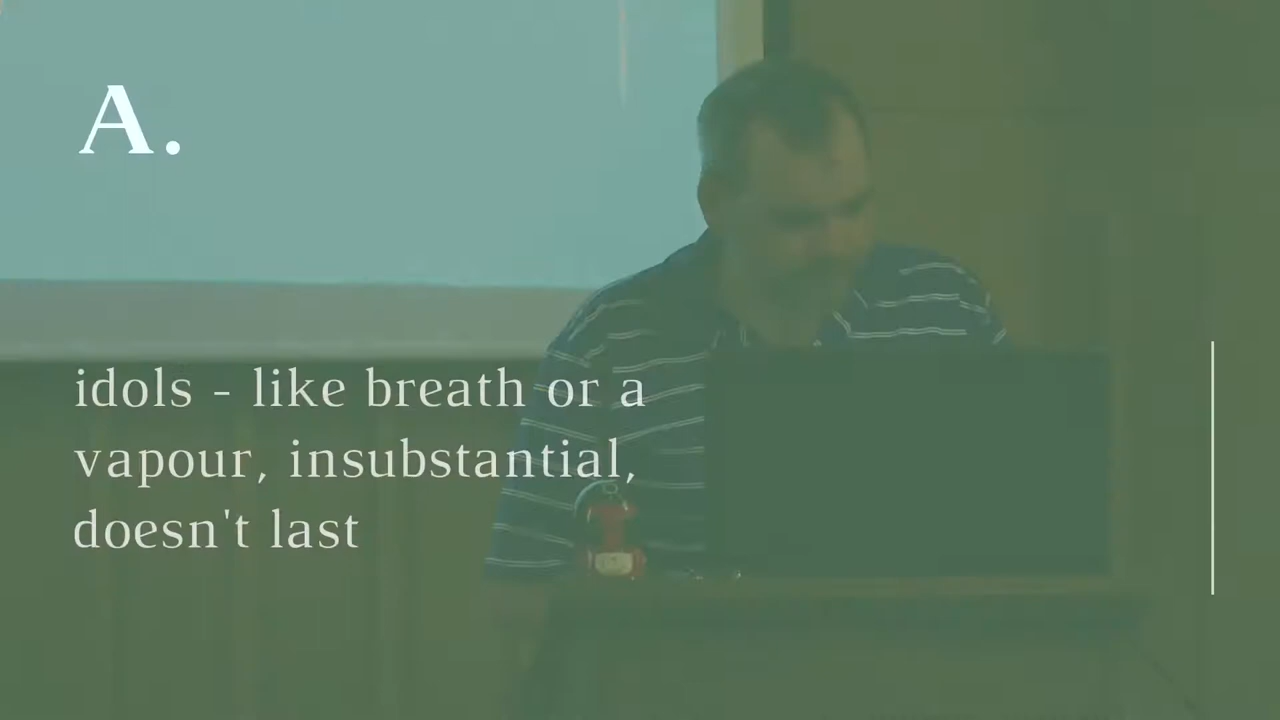 A.
idols - like breath or a
vapour, insubstantial,
doesn't last